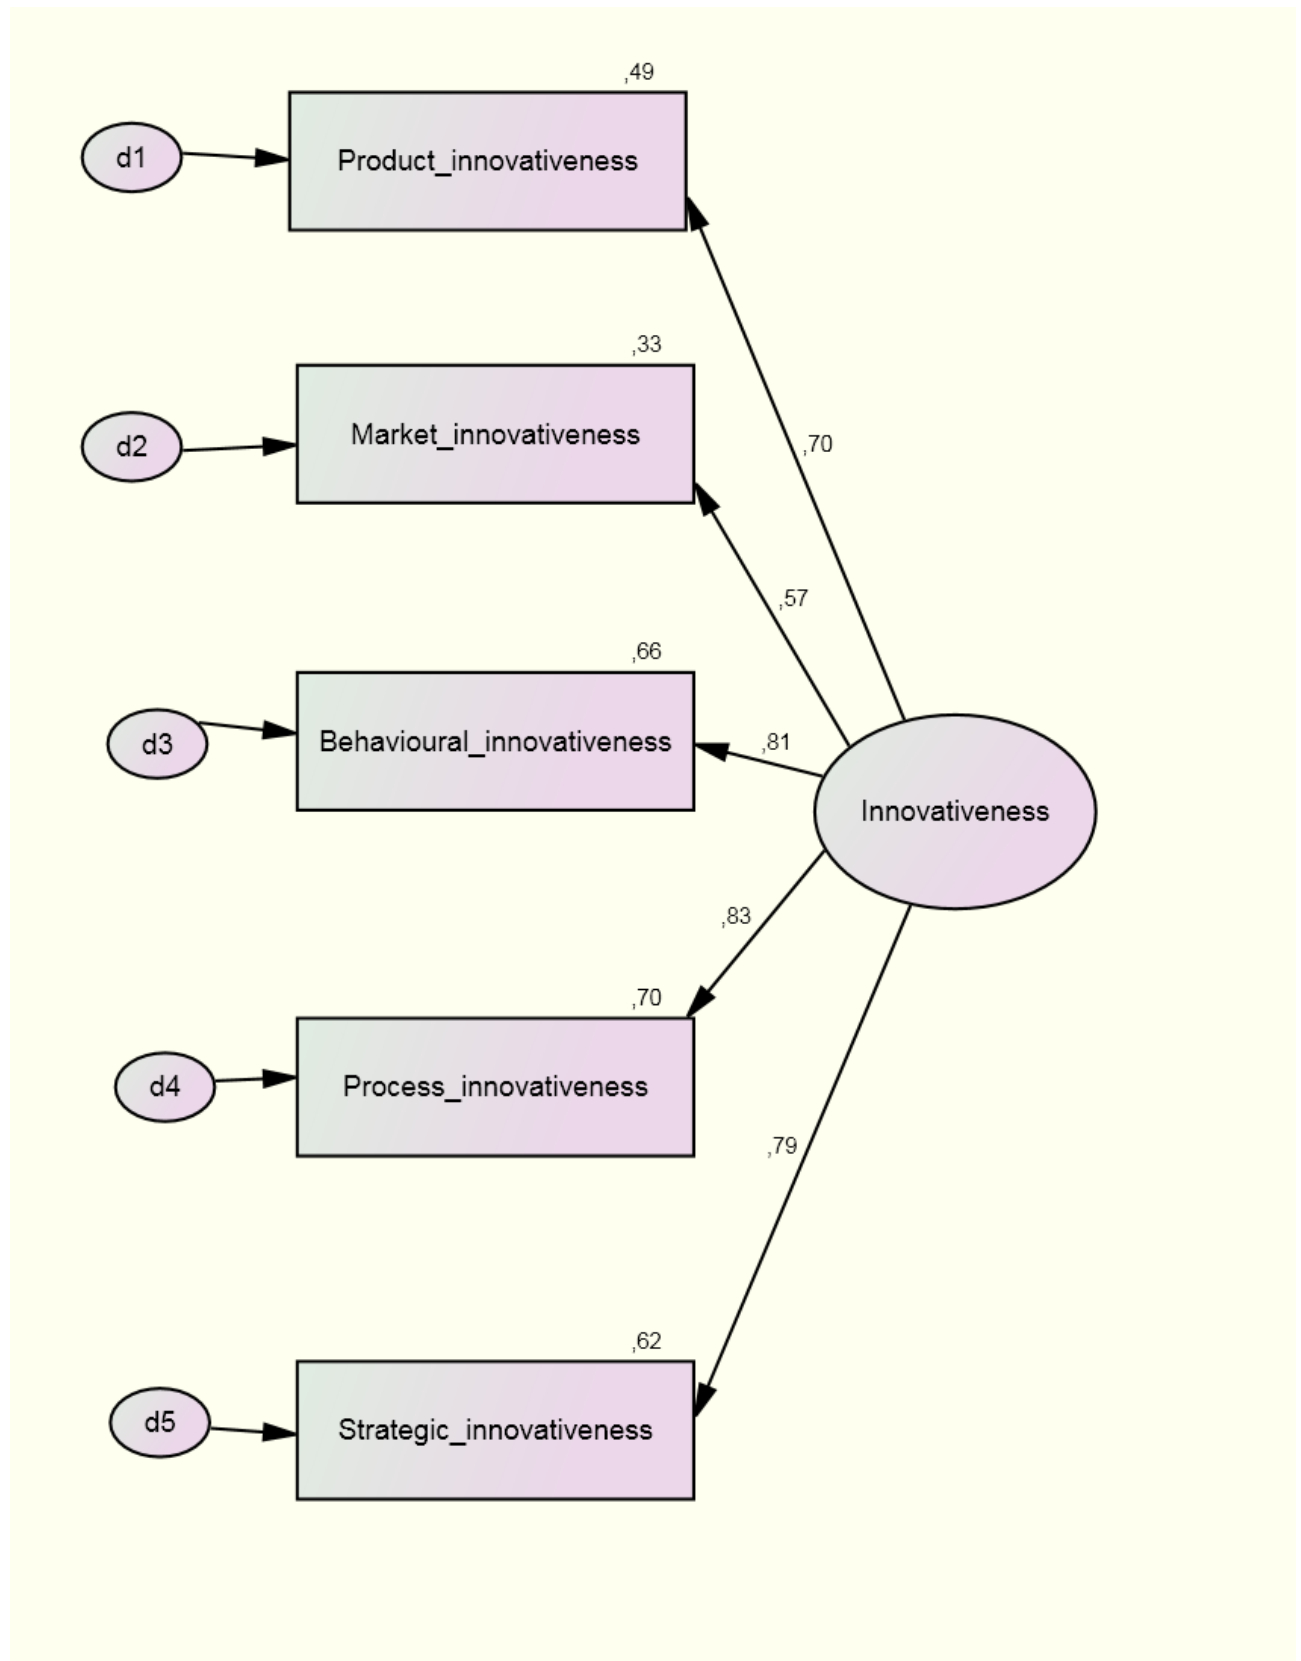 ,49
d1
Product_innovativeness
,33
,70
d2
Market_innovativeness
,57
,66
d3
Behavioural_innovativeness
,81
Innovativeness
,83
,70
d4
Process_innovativeness
,79
,62
d5
Strategic_innovativeness